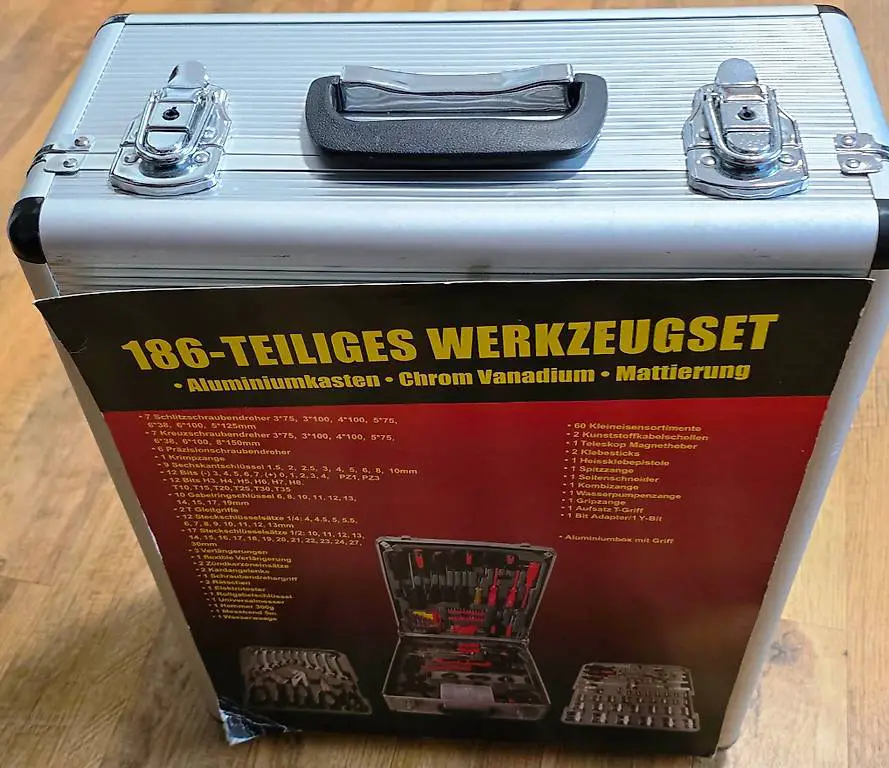 186-TEILIGES WERKZEUGSET
• Aluminiumkasten • Chrom Vanadium • Mattierung
• 7 Schlitzschraubendreher 3*75, 3*100, 4*100, 5*75,
6*38, 6*100, 5*125mm
• 7 Kreuzschraubendreher 3*75, 3*100, 4*100, 5*75,
6*38, 6*100, 8*150mm
• 6 Präzisionschraubendreher
• 1 Krimpzange
• 9 Sechskantschlüssel 1.5, 2, 2.5, 3, 4, 5, 6, 8, 10mm
• 12 Bits (-) 3, 4, 5, 6, 7, (+) 0, 1, 2, 3, 4, PZ1, PZ3
• 12 Bits H3, H4, H5, H6, H7, H8,
T10, T15, T20, T25, T30, T35
• 10 Gabelringschlüssel 6, 8, 10, 11, 12, 13,
14, 15, 17, 19mm
• 2 T Gleitgriffe
• 12 Steckschlüsselsätze 1/4: 4, 4.5, 5, 5.5,
6, 7, 8, 9, 10, 11, 12, 13mm
• 17 Steckschlüsselsätze 1/2: 10, 11, 12, 13,
14, 15, 16, 17, 18, 19, 20, 21, 22, 23, 24, 27,
30mm
• 3 Verlängerungen
• 1 flexible Verlängerung
• 2 Zündkerzeneinsätze
• 2 Kardangelenke
• 1 Schraubendrehergriff
• 2 Ratschen
• 1 Elektrotester
• 1 Rollgabelschlüssel
• 1 Universalmesser
• 1 Hammer 300g
• 1 Messband 5m
• 1 Wasserwaage
• 60 Kleineisensortimente
• 2 Kunststoffkabelschellen
• 1 Teleskop Magnetheber
• 2 Klebesticks
• 1 Heissklebepistole
• 1 Spitzzange
• 1 Seitenschneider
• 1 Kombizange
• 1 Wasserpumpenzange
• 1 Gripzange
• 1 Aufsatz T-Griff
• 1 Bit Adapter/1 Y-Bit
• Aluminiumbox mit Griff